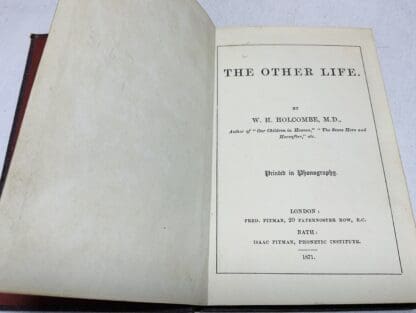 THE OTHER LIFE.
BY
W. H. HOLCOMBE, M.D.,
Author of "Our Children in Heaven," "The Sexes Here and
Hereafter," etc.
Printed in Phonography.
LONDON:
FRED. PITMAN, 20 PATERNOSTER ROW, E.C.
BATH:
ISAAC PITMAN, PHONETIC INSTITUTE.
1871.